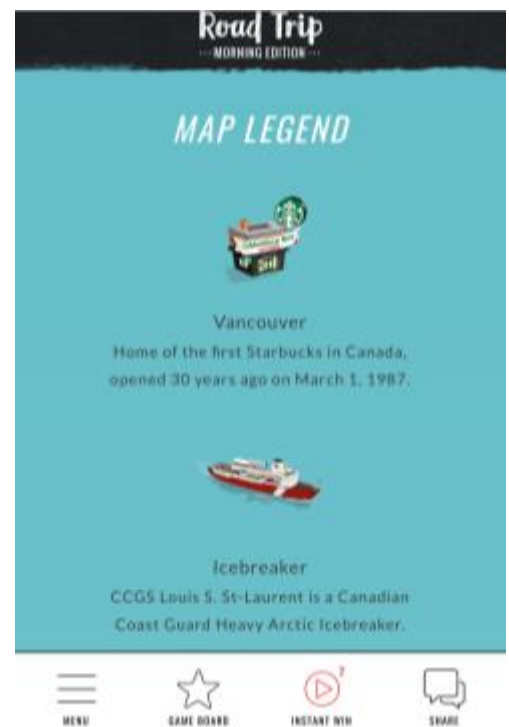 Road Trip
MORNING EDITION
MAP LEGEND
Vancouver
Home of the first Starbucks in Canada,
opened 30 years ago on March 1, 1987.
Icebreaker
CCGS Louis S. St-Laurent is a Canadian
Coast Guard Heavy Arctic Icebreaker.
7
MENU
GAME BOARD
INSTANT WIN
SHARE